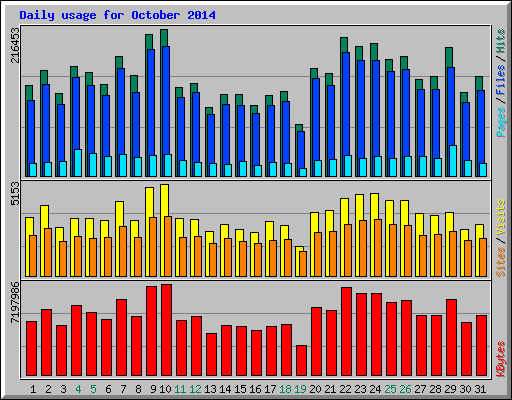 Daily usage for October 2014
216453
Pages / Files / Hits
5153
Sites / Visits
7197986
KBytes
1 2 3 4 5 6 7 8 9 10 11 12 13 14 15 16 17 18 19 20 21 22 23 24 25 26 27 28 29 30 31